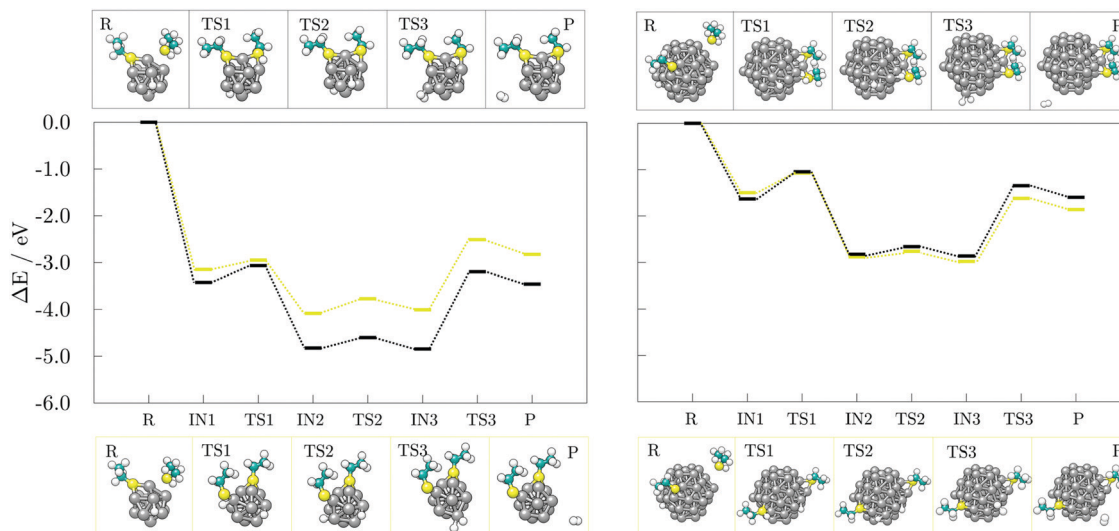 R TS1 TS2 TS3 P
R TS1 TS2 TS3 P
0.0
-1.0
-2.0
-3.0
-4.0
-5.0
-6.0
ΔE / eV
R IN1 TS1 IN2 TS2 IN3 TS3 P
R IN1 TS1 IN2 TS2 IN3 TS3 P
R TS1 TS2 TS3 P
R TS1 TS2 TS3 P